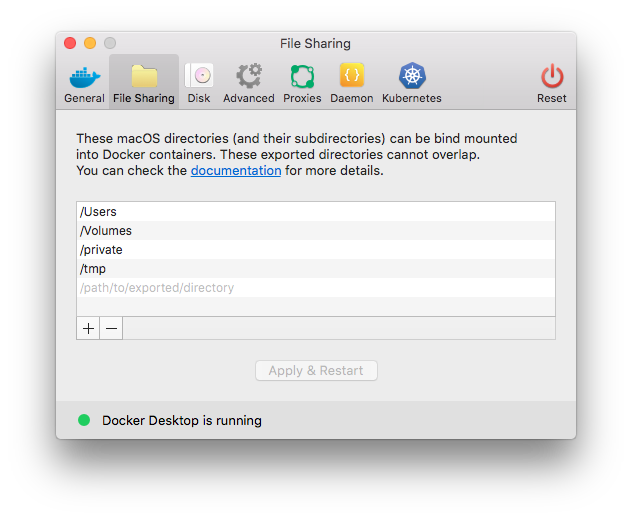 File Sharing
General File Sharing Disk Advanced Proxies Daemon Kubernetes Reset
These macOS directories (and their subdirectories) can be bind mounted
into Docker containers. These exported directories cannot overlap.
You can check the documentation for more details.
/Users
/Volumes
/private
/tmp
/path/to/exported/directory
Apply & Restart
Docker Desktop is running